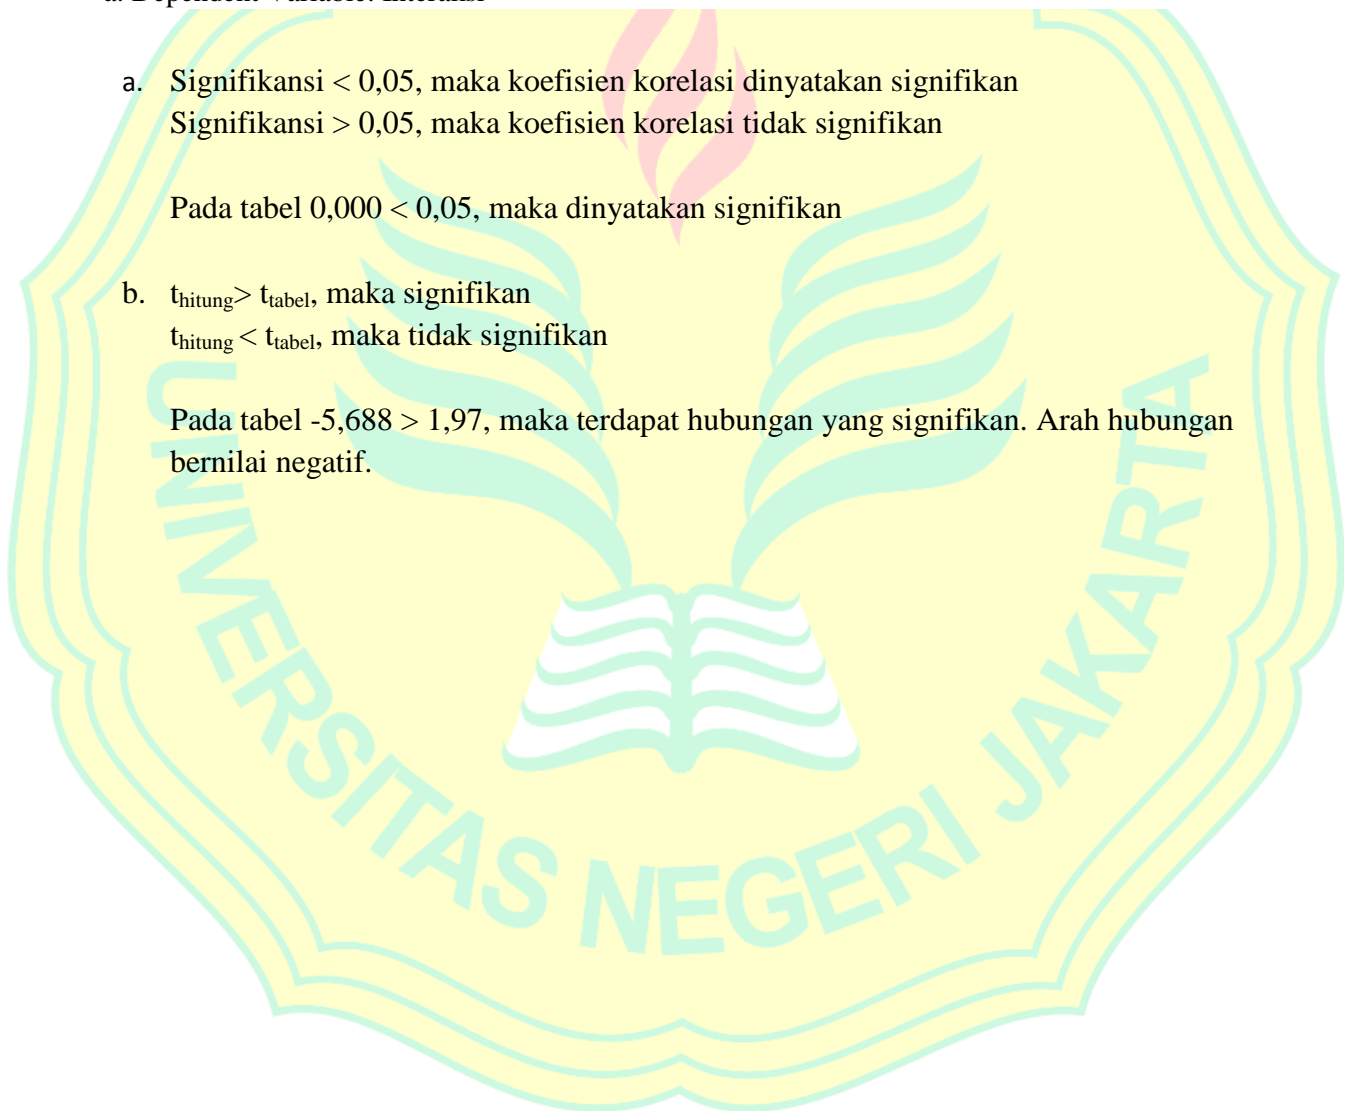 a. Signifikansi < 0,05, maka koefisien korelasi dinyatakan signifikan
Signifikansi > 0,05, maka koefisien korelasi tidak signifikan
Pada tabel 0,000 < 0,05, maka dinyatakan signifikan
b. thitung> ttabel, maka signifikan
thitung < ttabel, maka tidak signifikan
Pada tabel -5,688 > 1,97, maka terdapat hubungan yang signifikan. Arah hubungan
bernilai negatif.
UNIVERSITAS NEGERI JAKARTA